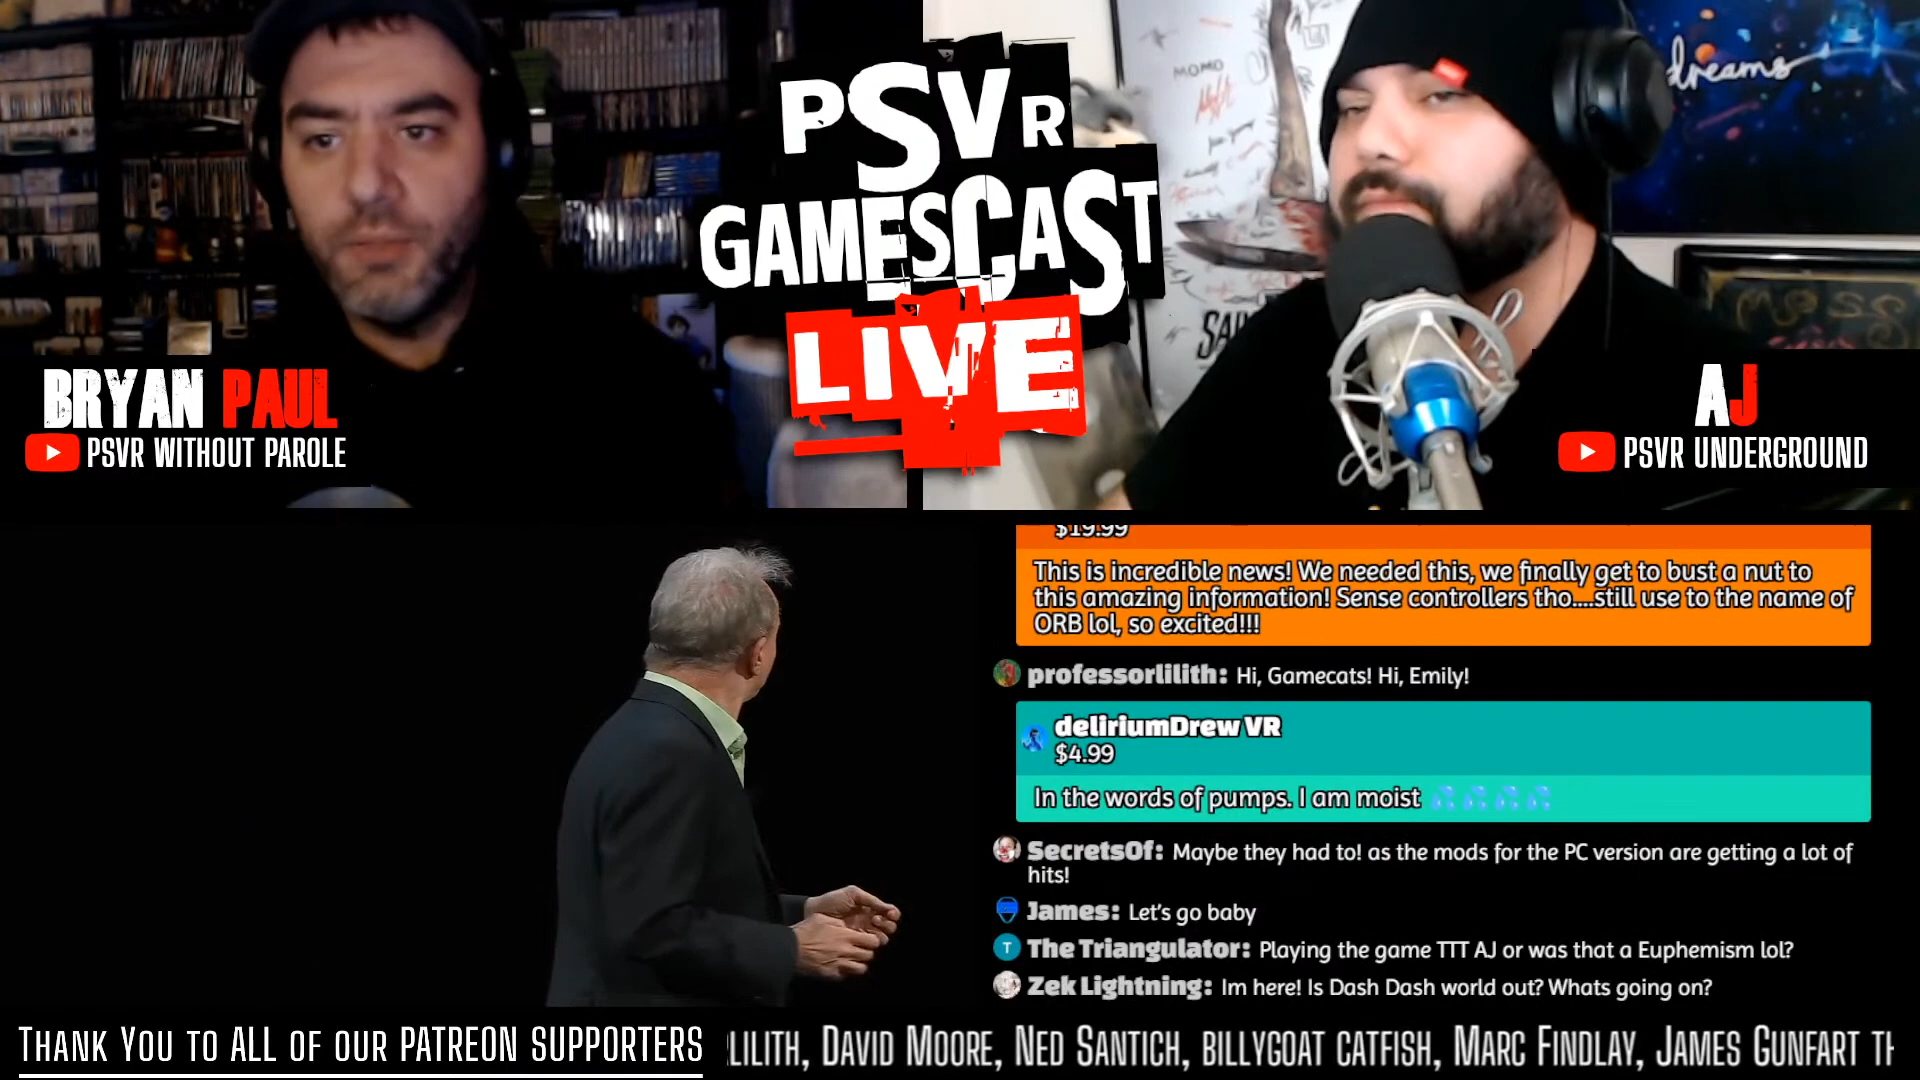 PSVR
GAMESCAST
LIVE
MOMO
dreams
BRYAN PAUL
PSVR WITHOUT PAROLE
AJ
PSVR UNDERGROUND
$19.99
This is incredible news! We needed this, we finally get to bust a nut to
this amazing information! Sense controllers tho....still use to the name of
ORB lol, so excited!!!
professorlilith: Hi, Gamecats! Hi, Emily!
deliriumDrew VR
$4.99
In the words of pumps. I am moist 💦💦💦💦
SecretsOf: Maybe they had to! as the mods for the PC version are getting a lot of
hits!
James: Let's go baby
T The Triangulator: Playing the game TTT AJ or was that a Euphemism lol?
Zek Lightning: Im here! Is Dash Dash world out? Whats going on?
THANK YOU TO ALL OF OUR PATREON SUPPORTERS
LILITH, DAVID MOORE, NED SANTICH, BILLYGOAT CATFISH, MARC FINDLAY, JAMES GUNFART TH